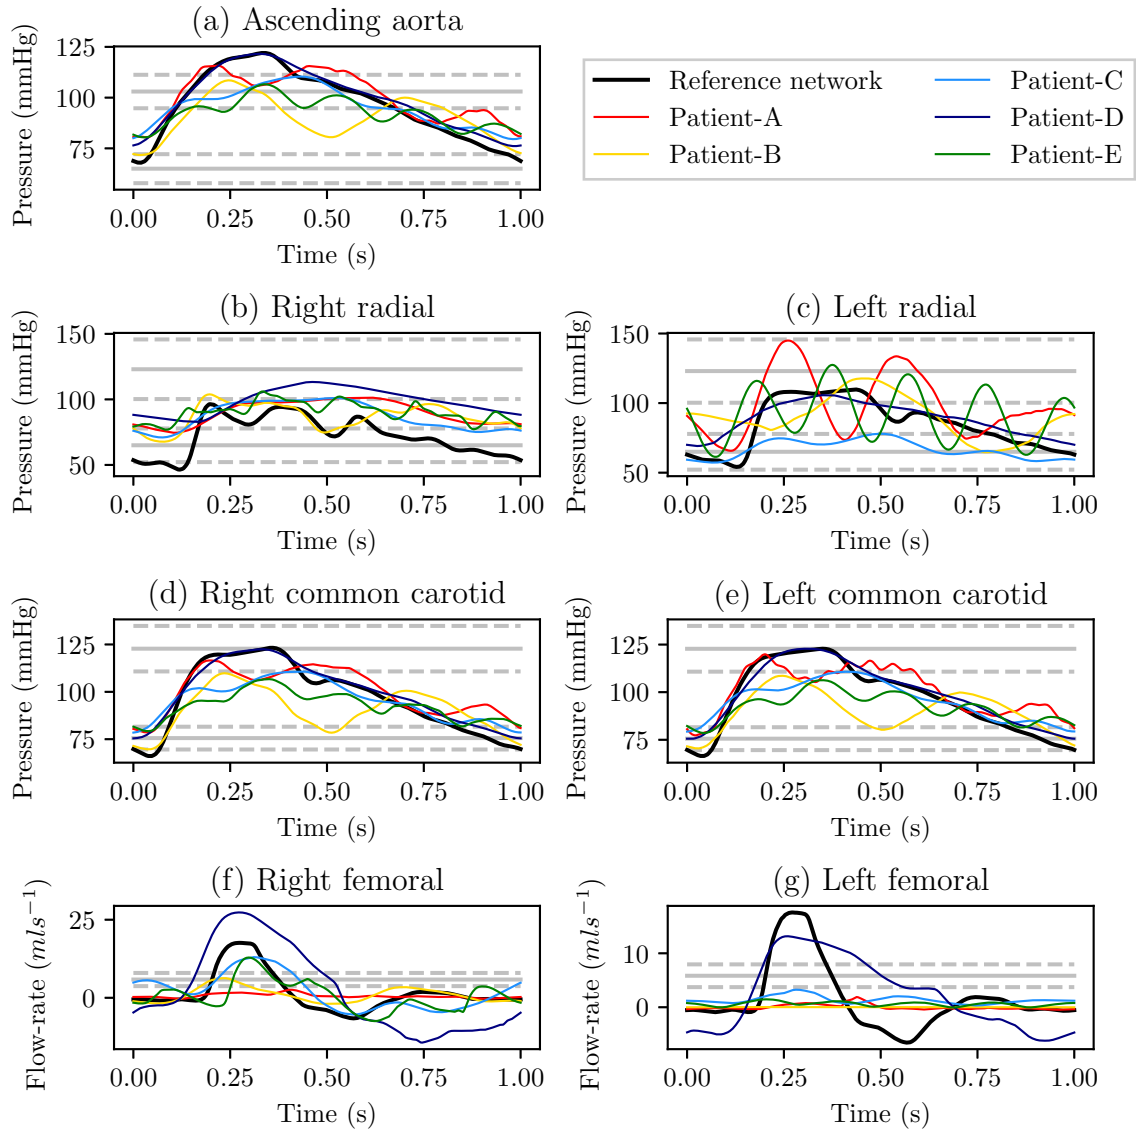 (a) Ascending aorta
Pressure (mmHg)
125
100
75
0.00 0.25 0.50 0.75 1.00
Time (s)
Reference network
Patient-A
Patient-B
Patient-C
Patient-D
Patient-E
(b) Right radial
Pressure (mmHg)
150
100
50
0.00 0.25 0.50 0.75 1.00
Time (s)
(c) Left radial
Pressure (mmHg)
150
100
50
0.00 0.25 0.50 0.75 1.00
Time (s)
(d) Right common carotid
Pressure (mmHg)
125
100
75
0.00 0.25 0.50 0.75 1.00
Time (s)
(e) Left common carotid
Pressure (mmHg)
125
100
75
0.00 0.25 0.50 0.75 1.00
Time (s)
(f) Right femoral
Flow-rate (mls⁻¹)
25
0
0.00 0.25 0.50 0.75 1.00
Time (s)
(g) Left femoral
Flow-rate (mls⁻¹)
10
0
0.00 0.25 0.50 0.75 1.00
Time (s)